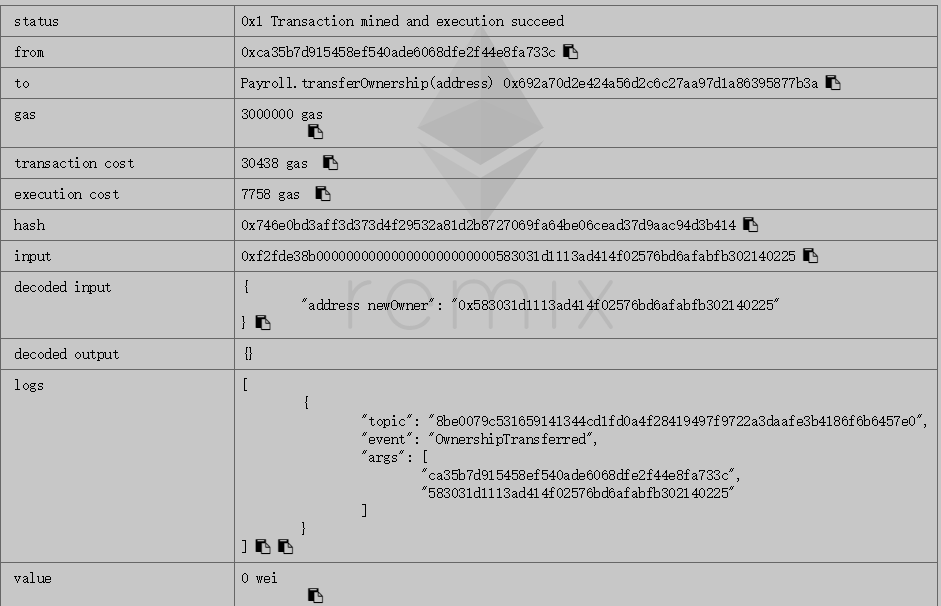 status 0x1 Transaction mined and execution succeed
from 0xca35b7d915458ef540ade6068dfe2f44e8fa733c
to Payroll.transferOwnership(address) 0x692a70d2e424a56d2c6c27aa97d1a86395877b3a
gas 3000000 gas
transaction cost 30438 gas
execution cost 7758 gas
hash 0x746e0bd3aff3d373d4f29532a81d2b8727069fa64be06cead37d9aac94d3b414
input 0xf2fde38b000000000000000000000000583031d1113ad414f02576bd6afabfb302140225
decoded input {
"address newOwner": "0x583031d1113ad414f02576bd6afabfb302140225"
}
remix
decoded output {}
logs [
{
"topic": "8be0079c531659141344cd1fd0a4f28419497f9722a3daafe3b4186f6b6457e0",
"event": "OwnershipTransferred",
"args": [
"ca35b7d915458ef540ade6068dfe2f44e8fa733c",
"583031d1113ad414f02576bd6afabfb302140225"
]
}
]
value 0 wei